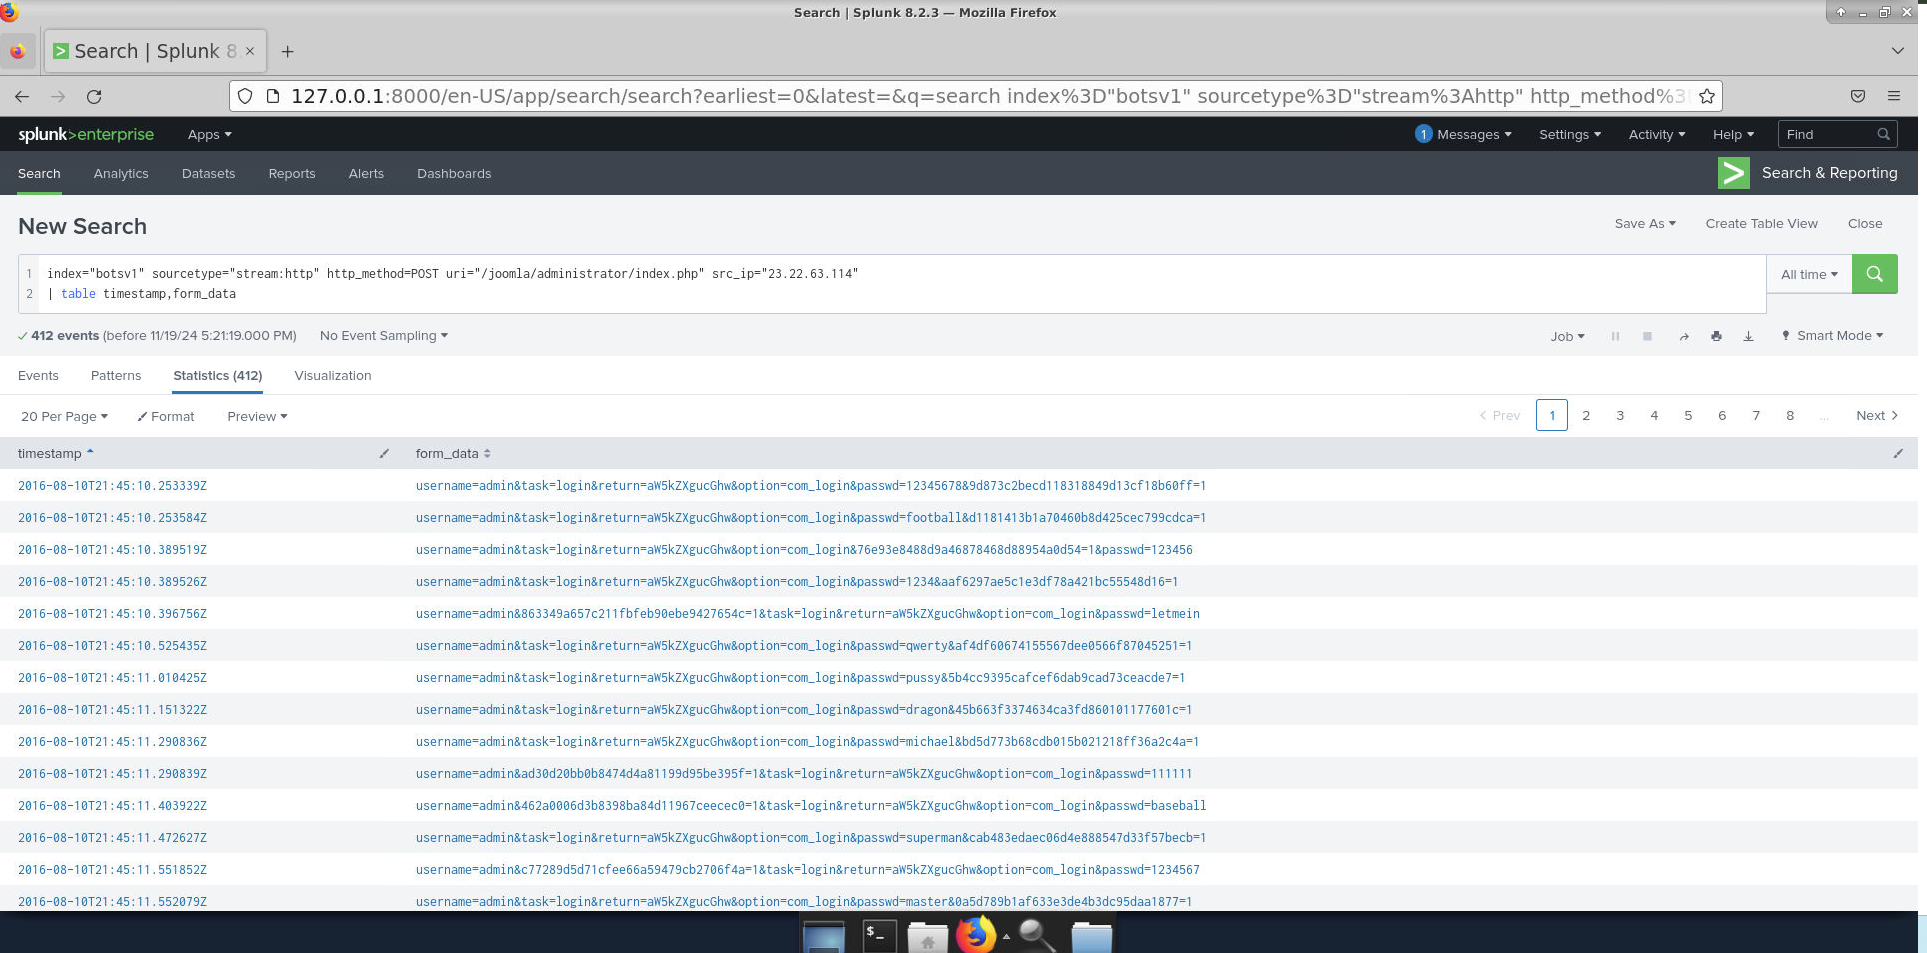 Search | Splunk 8.2.3 — Mozilla Firefox
Search | Splunk 8
127.0.0.1:8000/en-US/app/search/search?earliest=0&latest=&q=search index%3D"botsv1" sourcetype%3D"stream%3Ahttp" http_method%3
splunk>enterprise Apps 1 Messages Settings Activity Help Find
Search Analytics Datasets Reports Alerts Dashboards Search & Reporting
New Search Save As Create Table View Close
1 index="botsv1" sourcetype="stream:http" http_method=POST uri="/joomla/administrator/index.php" src_ip="23.22.63.114"
All time
2 | table timestamp,form_data
412 events (before 11/19/24 5:21:19.000 PM) No Event Sampling Job Smart Mode
Events Patterns Statistics (412) Visualization
20 Per Page Format Preview < Prev 1 2 3 4 5 6 7 8 ... Next >
timestamp form_data
2016-08-10T21:45:10.253339Z username=admin&task=login&return=aW5kZXgucGhw&option=com_login&passwd=12345678&9d873c2becd118318849d13cf18b60ff=1
2016-08-10T21:45:10.253584Z username=admin&task=login&return=aW5kZXgucGhw&option=com_login&passwd=football&d1181413b1a70460b8d425cec799cdca=1
2016-08-10T21:45:10.389519Z username=admin&task=login&return=aW5kZXgucGhw&option=com_login&76e93e8488d9a46878468d88954a0d54=1&passwd=123456
2016-08-10T21:45:10.389526Z username=admin&task=login&return=aW5kZXgucGhw&option=com_login&passwd=1234&aaf6297ae5c1e3df78a421bc55548d16=1
2016-08-10T21:45:10.396756Z username=admin&863349a657c211fbfeb90ebe9427654c=1&task=login&return=aW5kZXgucGhw&option=com_login&passwd=letmein
2016-08-10T21:45:10.525435Z username=admin&task=login&return=aW5kZXgucGhw&option=com_login&passwd=qwerty&af4df60674155567dee0566f87045251=1
2016-08-10T21:45:11.010425Z username=admin&task=login&return=aW5kZXgucGhw&option=com_login&passwd=pussy&5b4cc9395cafcef6dab9cad73ceacde7=1
2016-08-10T21:45:11.151322Z username=admin&task=login&return=aW5kZXgucGhw&option=com_login&passwd=dragon&45b663f3374634ca3fd860101177601c=1
2016-08-10T21:45:11.290836Z username=admin&task=login&return=aW5kZXgucGhw&option=com_login&passwd=michael&bd5d773b68cdb015b021218ff36a2c4a=1
2016-08-10T21:45:11.290839Z username=admin&ad30d20bb0b8474d4a81199d95be395f=1&task=login&return=aW5kZXgucGhw&option=com_login&passwd=111111
2016-08-10T21:45:11.403922Z username=admin&462a0006d3b8398ba84d11967ceecec0=1&task=login&return=aW5kZXgucGhw&option=com_login&passwd=baseball
2016-08-10T21:45:11.472627Z username=admin&task=login&return=aW5kZXgucGhw&option=com_login&passwd=superman&cab483edaec06d4e888547d33f57becb=1
2016-08-10T21:45:11.551852Z username=admin&c77289d5d71cfee66a59479cb2706f4a=1&task=login&return=aW5kZXgucGhw&option=com_login&passwd=1234567
2016-08-10T21:45:11.552079Z username=admin&task=login&return=aW5kZXgucGhw&option=com_login&passwd=master&0a5d789b1af633e3de4b3dc95daa1877=1
$_